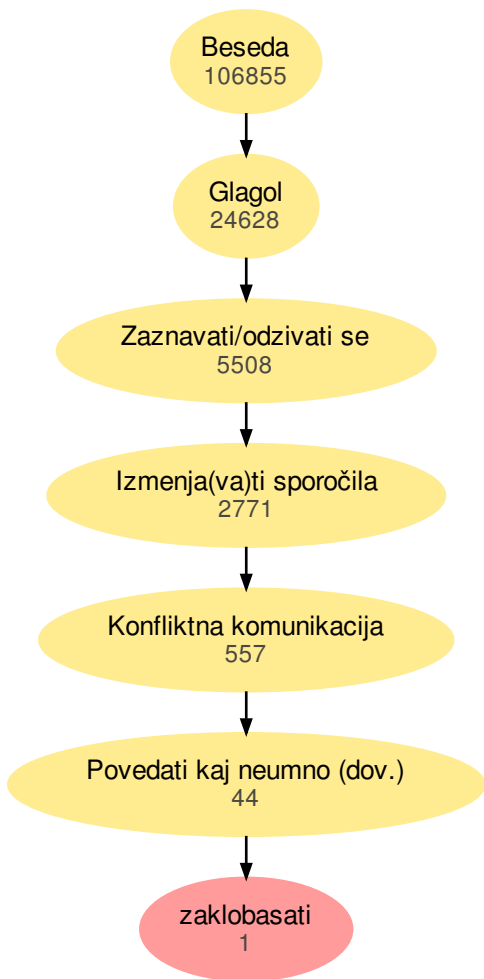 Beseda
106855
Glagol
24628
Zaznavati/odzivati se
5508
Izmenja(va)ti sporočila
2771
Konfliktna komunikacija
557
Povedati kaj neumno (dov.)
44
zaklobasati
1